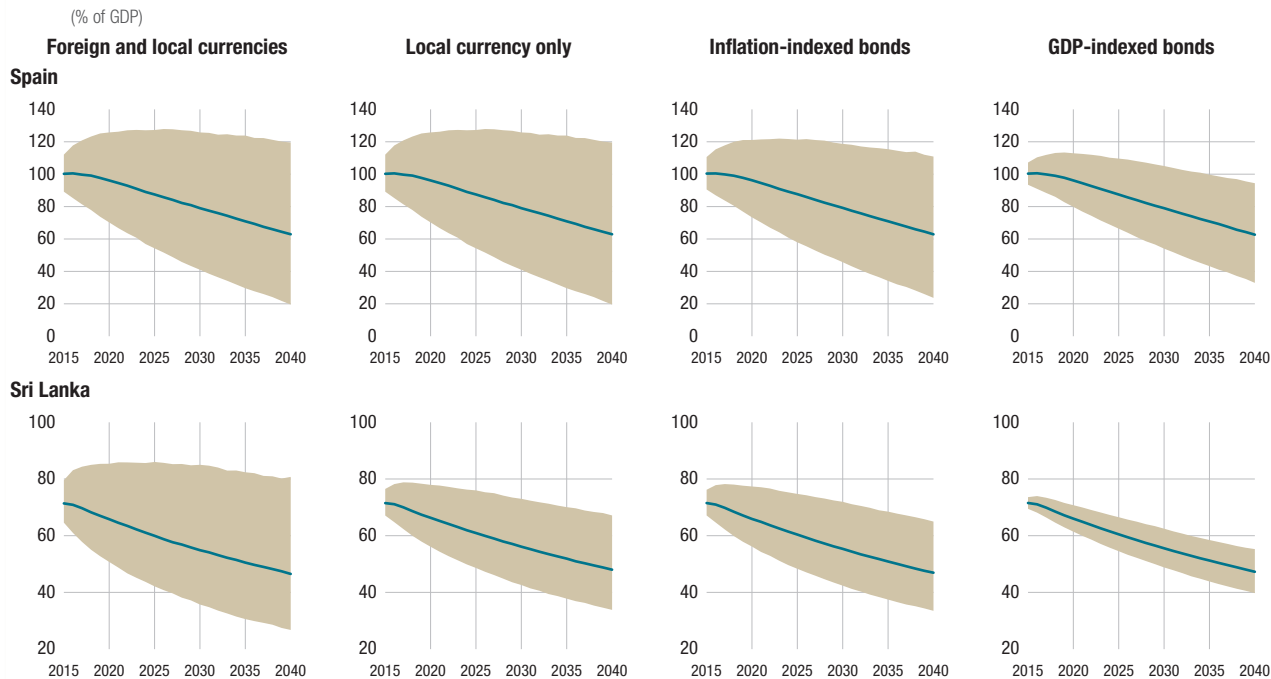 (% of GDP)
Foreign and local currencies Local currency only Inflation-indexed bonds GDP-indexed bonds
Spain
140 140 140 140
120 120 120 120
100 100 100 100
80 80 80 80
60 60 60 60
40 40 40 40
20 20 20 20
0 0 0 0
2015 2020 2025 2030 2035 2040 2015 2020 2025 2030 2035 2040 2015 2020 2025 2030 2035 2040 2015 2020 2025 2030 2035 2040
Sri Lanka
100 100 100 100
80 80 80 80
60 60 60 60
40 40 40 40
20 20 20 20
2015 2020 2025 2030 2035 2040 2015 2020 2025 2030 2035 2040 2015 2020 2025 2030 2035 2040 2015 2020 2025 2030 2035 2040